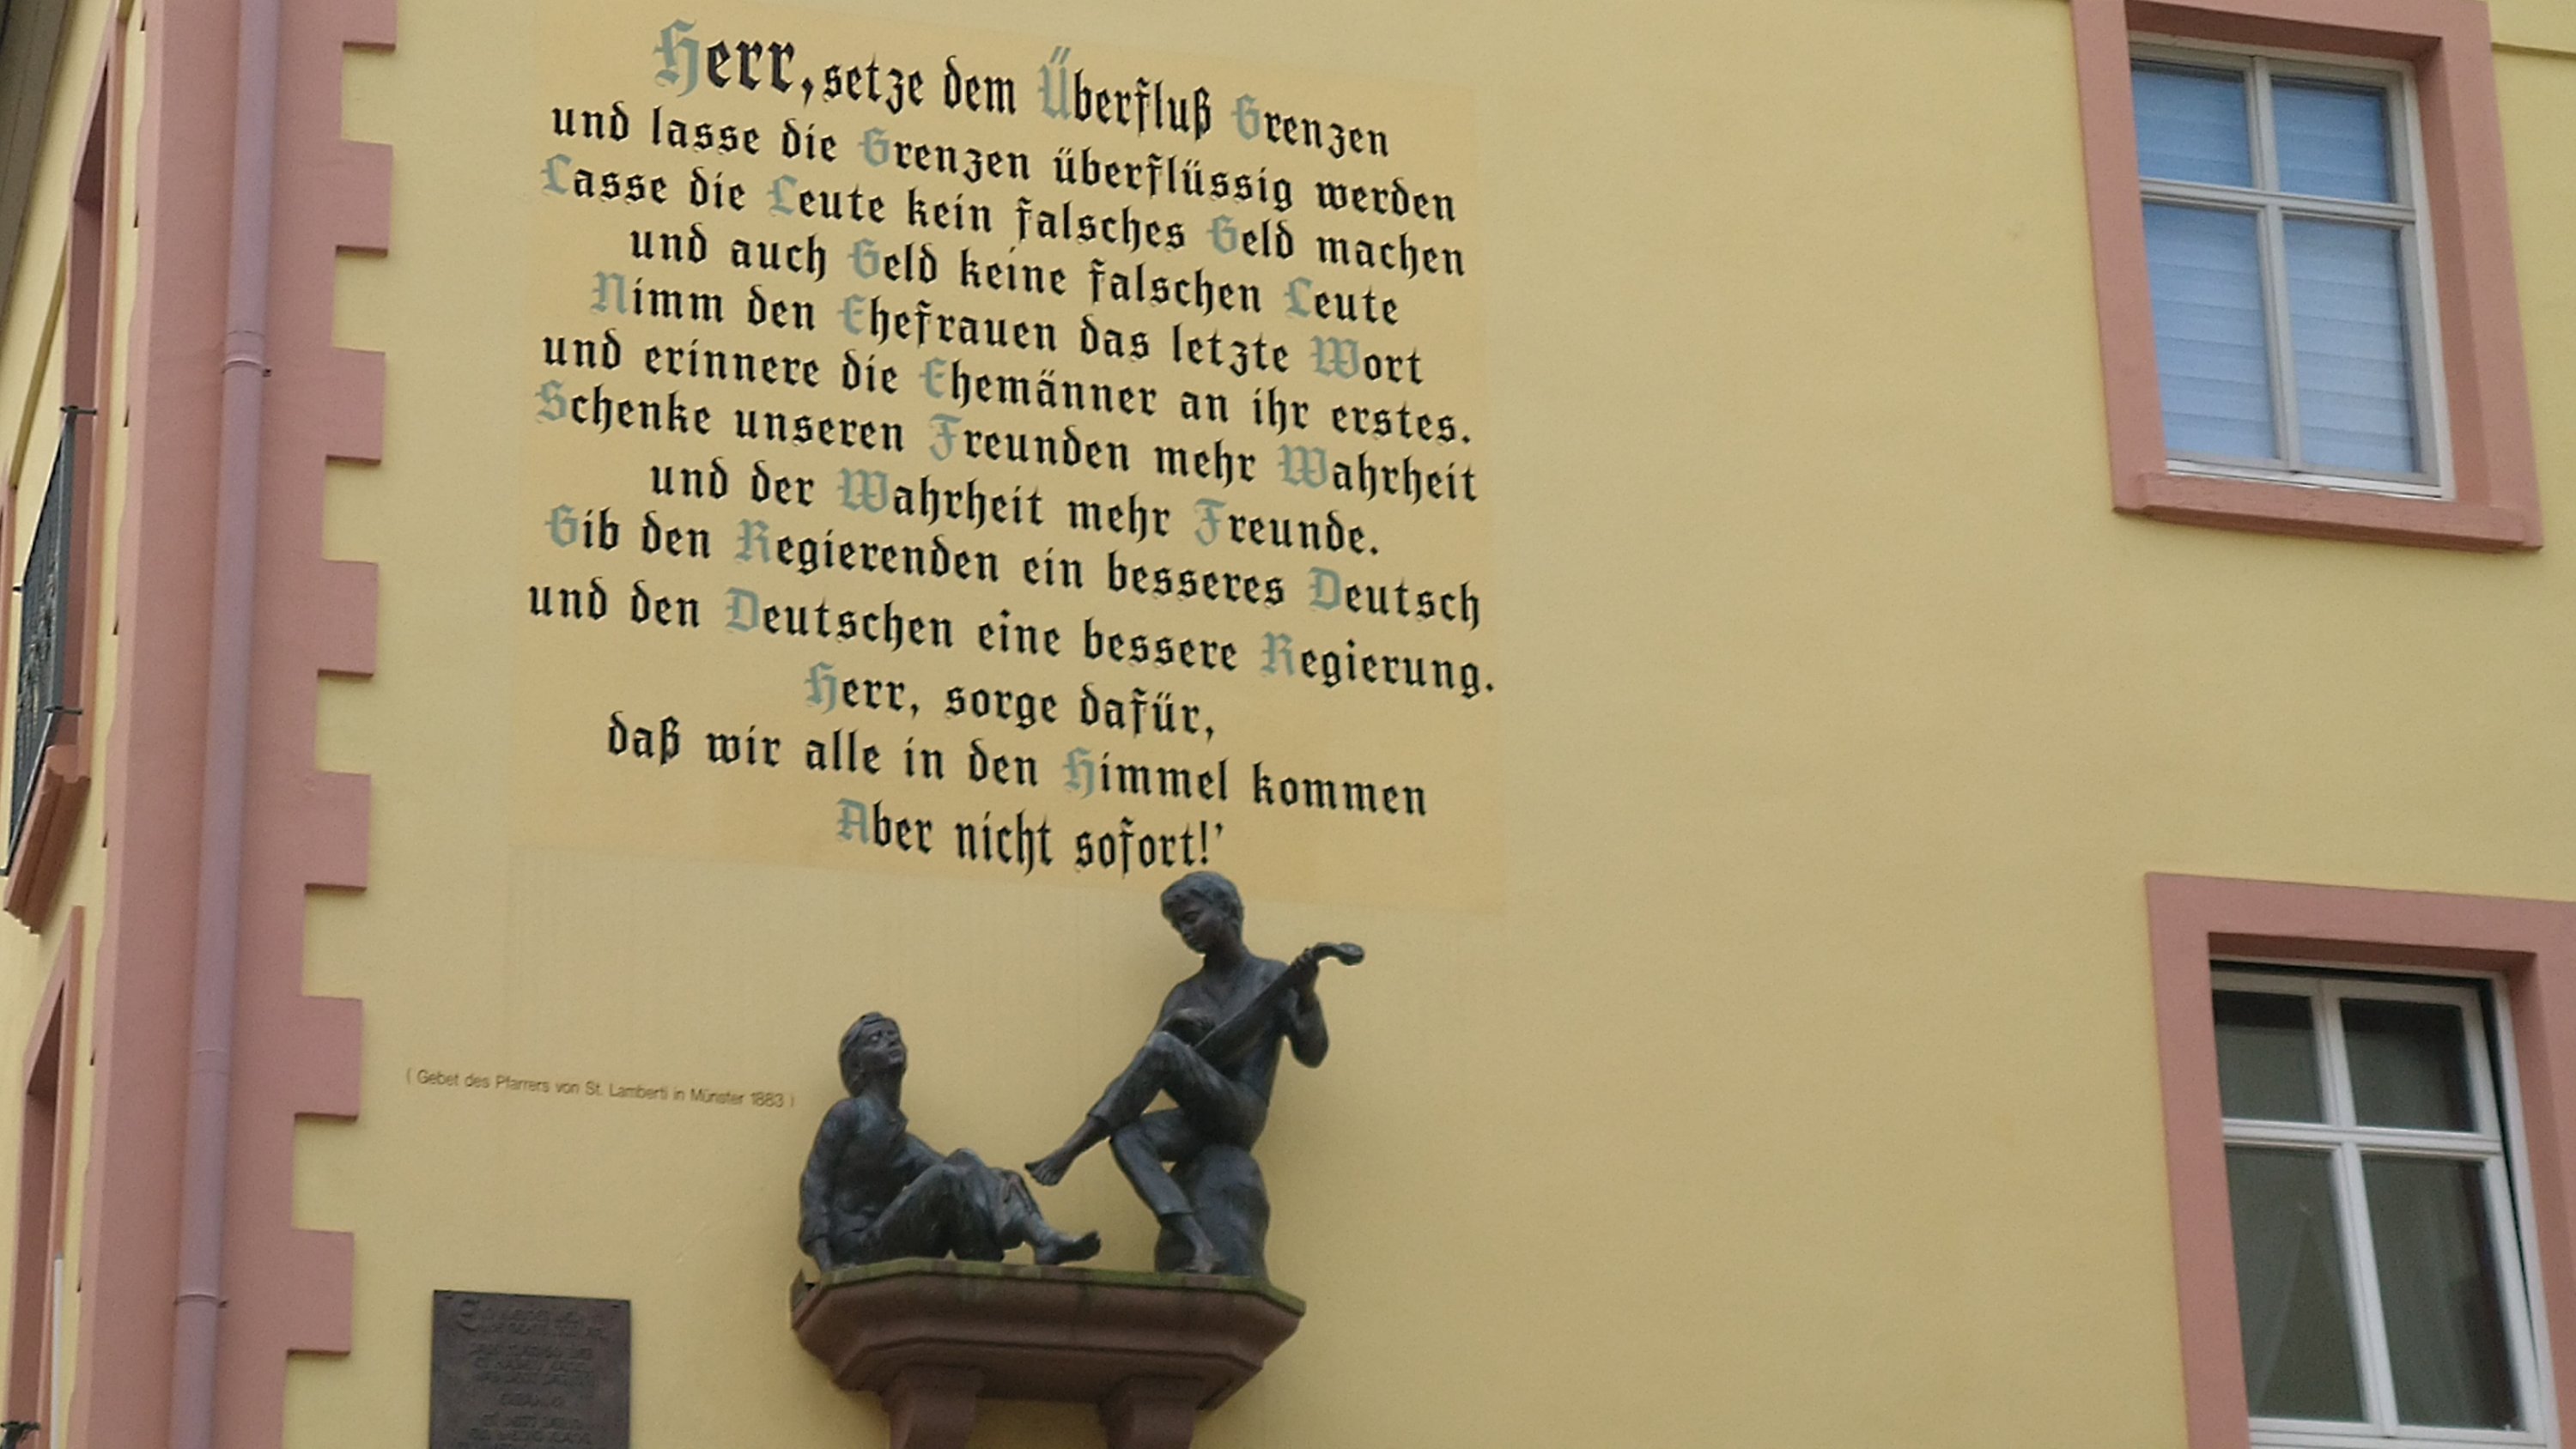 Herr, setze dem Überfluß Grenzen
und lasse die Grenzen überflüssig werden
Lasse die Leute kein falsches Geld machen
und auch Geld keine falschen Leute
Nimm den Ehefrauen das letzte Wort
und erinnere die Ehemänner an ihr erstes.
Schenke unseren Freunden mehr Wahrheit
und der Wahrheit mehr Freunde.
Gib den Regierenden ein besseres Deutsch
und den Deutschen eine bessere Regierung.
Herr, sorge dafür,
daß wir alle in den Himmel kommen
Aber nicht sofort!’
( Gebet des Pfarrers von St. Lamberti in Münster 1883 )